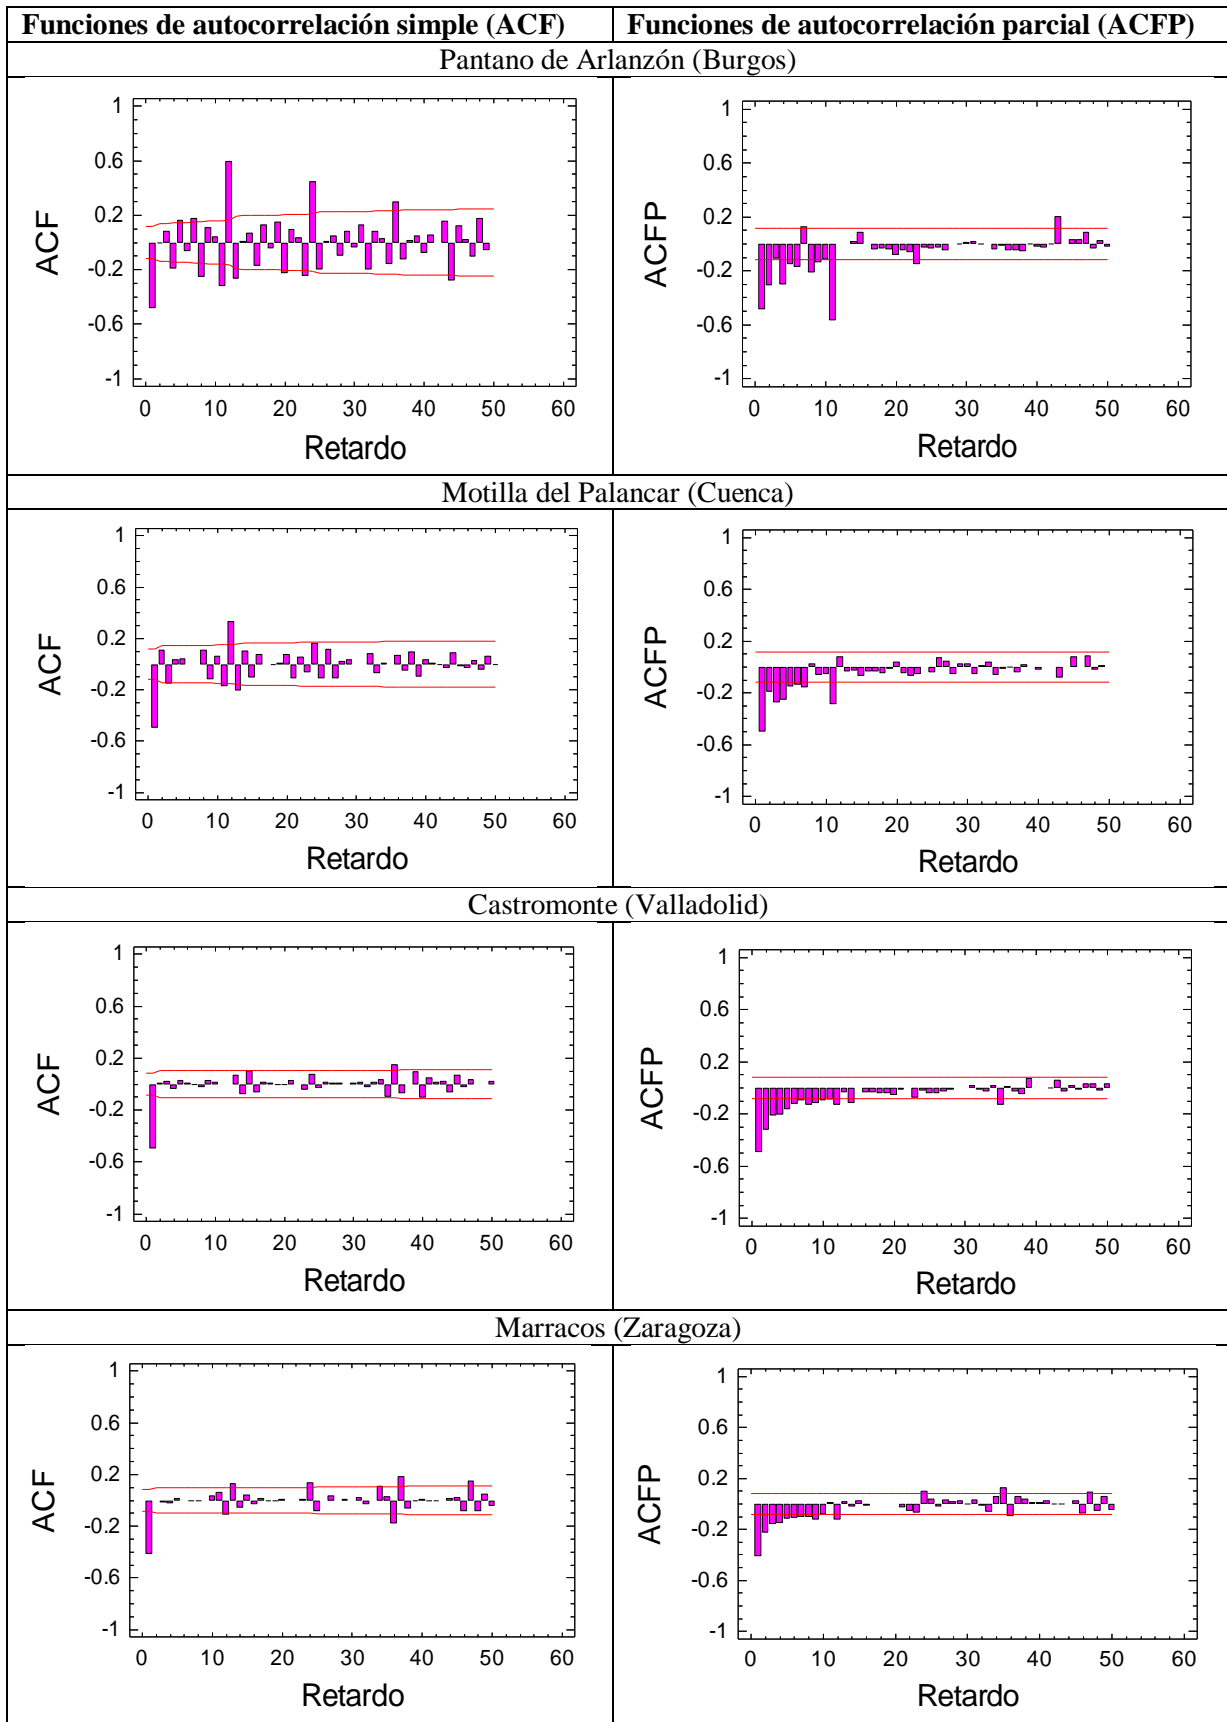 Funciones de autocorrelación simple (ACF)
Funciones de autocorrelación parcial (ACFP)
Pantano de Arlanzón (Burgos)
1
0.6
0.2
-0.2
-0.6
-1
ACF
0 10 20 30 40 50 60
Retardo
1
0.6
0.2
-0.2
-0.6
-1
ACFP
0 10 20 30 40 50 60
Retardo
Motilla del Palancar (Cuenca)
1
0.6
0.2
-0.2
-0.6
-1
ACF
0 10 20 30 40 50 60
Retardo
1
0.6
0.2
-0.2
-0.6
-1
ACFP
0 10 20 30 40 50 60
Retardo
Castromonte (Valladolid)
1
0.6
0.2
-0.2
-0.6
-1
ACF
0 10 20 30 40 50 60
Retardo
1
0.6
0.2
-0.2
-0.6
-1
ACFP
0 10 20 30 40 50 60
Retardo
Marracos (Zaragoza)
1
0.6
0.2
-0.2
-0.6
-1
ACF
0 10 20 30 40 50 60
Retardo
1
0.6
0.2
-0.2
-0.6
-1
ACFP
0 10 20 30 40 50 60
Retardo